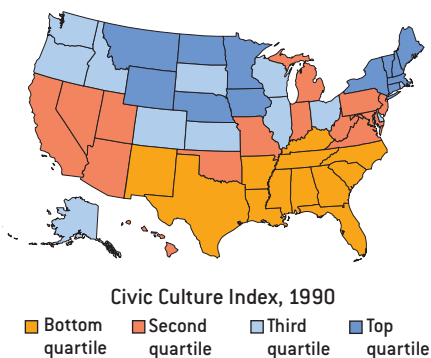 Civic Culture Index, 1990
Bottom quartile
Second quartile
Third quartile
Top quartile